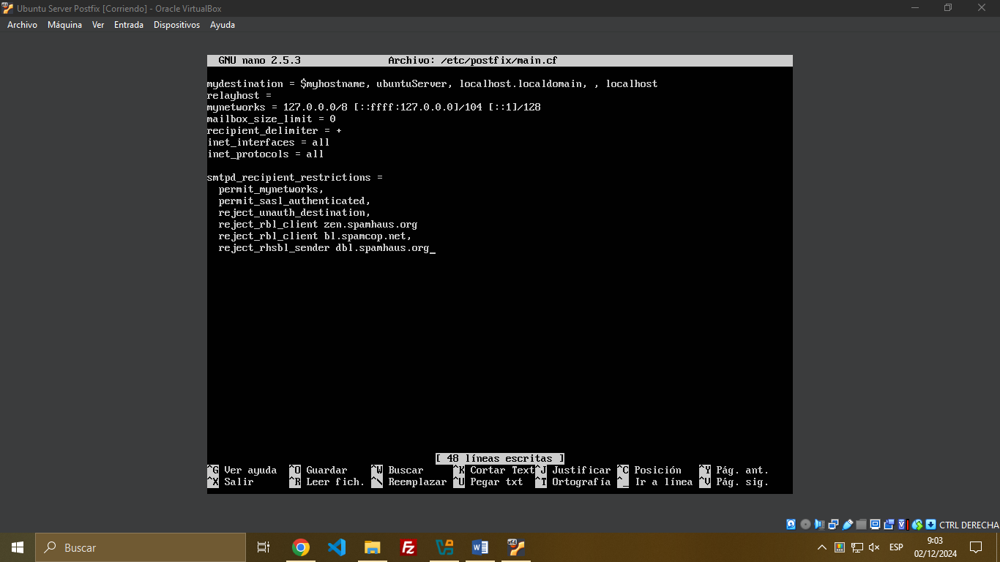 Ubuntu Server Postfix [Corriendo] - Oracle VirtualBox
Archivo Máquina Ver Entrada Dispositivos Ayuda
GNU nano 2.5.3 Archivo: /etc/postfix/main.cf
mydestination = $myhostname, ubuntuServer, localhost.localdomain, , localhost
relayhost =
mynetworks = 127.0.0.0/8 [::ffff:127.0.0.0]/104 [::1]/128
mailbox_size_limit = 0
recipient_delimiter = +
inet_interfaces = all
inet_protocols = all
smtpd_recipient_restrictions =
permit_mynetworks,
permit_sasl_authenticated,
reject_unauth_destination,
reject_rbl_client zen.spamhaus.org
reject_rbl_client bl.spamcop.net,
reject_rhsbl_sender dbl.spamhaus.org_
[ 48 líneas escritas ]
^G Ver ayuda ^O Guardar ^W Buscar ^K Cortar Text ^J Justificar ^C Posición ^Y Pág. ant.
^X Salir ^R Leer fich. ^\ Reemplazar ^U Pegar txt ^T Ortografía ^_ Ir a línea ^V Pág. sig.
CTRL DERECHA
Buscar
ESP
9:03
02/12/2024